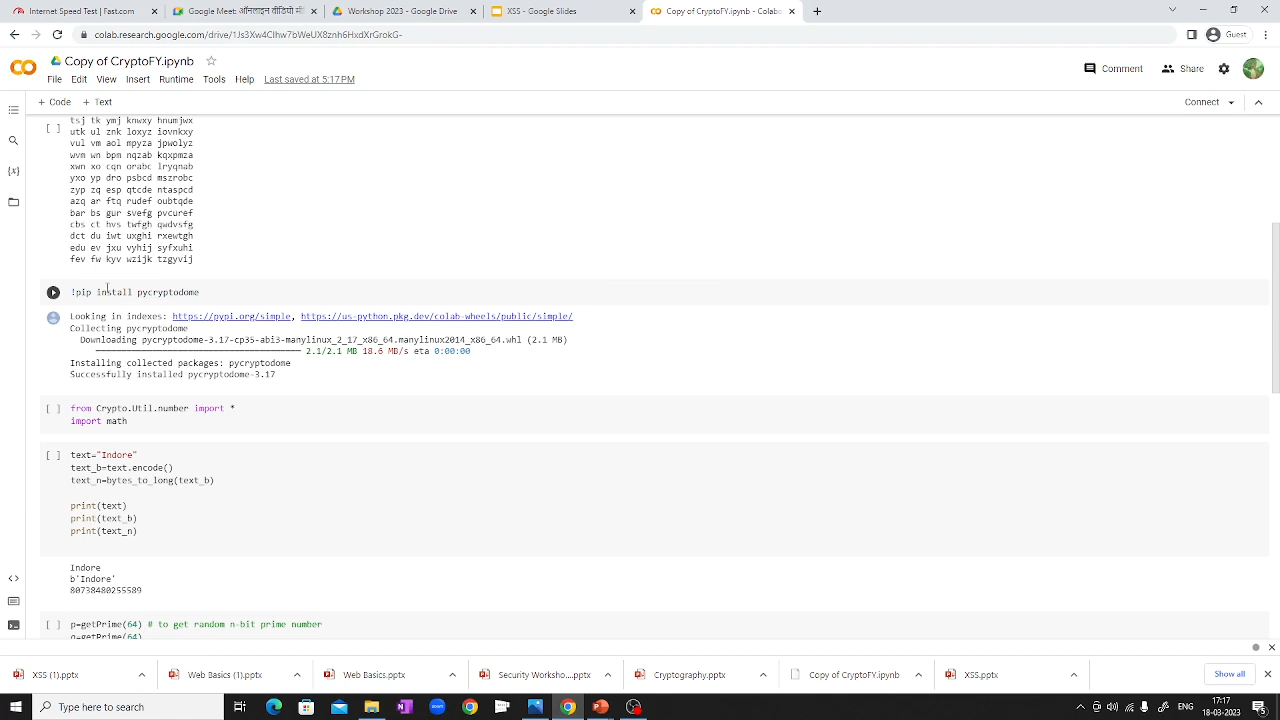 Internet Speed Test | Fast.com
Google Meet: ऑनलाइन वीडियो मी
Workshop 2023 - Google Drive
XSS - Google Slides
Copy of CryptoFY.ipynb - Colab
colab.research.google.com/drive/1Js3Xw4CIhw7bWeUX8znh6HxdXrGrokG-
Guest
Copy of CryptoFY.ipynb
File Edit View Insert Runtime Tools Help Last saved at 5:17PM
Comment
Share
+ Code + Text
Connect
tsj tk ymj knwxy hnumjwx
[ ] utk ul znk loxyz iovnkxy
vul vm aol mpyza jpwolyz
wvm wn bpm nqzab kqxpmza
xwn xo cqn orabc lryqnab
yxo yp dro psbcd mszrobc
zyp zq esp qtcde ntaspcd
azq ar ftq rudef oubtqde
bar bs gur svefg pvcuref
cbs ct hvs twfgh qwdvsfg
dct du iwt uxghi rxewtgh
edu ev jxu vyhij syfxuhi
fev fw kyv wzijk tzgyvij
!pip install pycryptodome
Looking in indexes: https://pypi.org/simple, https://us-python.pkg.dev/colab-wheels/public/simple/
Collecting pycryptodome
Downloading pycryptodome-3.17-cp35-abi3-manylinux_2_17_x86_64.manylinux2014_x86_64.whl (2.1 MB)
2.1/2.1 MB 18.6 MB/s eta 0:00:00
Installing collected packages: pycryptodome
Successfully installed pycryptodome-3.17
[ ] from Crypto.Util.number import *
import math
[ ] text="Indore"
text_b=text.encode()
text_n=bytes_to_long(text_b)
print(text)
print(text_b)
print(text_n)
Indore
b'Indore'
80738480255589
[ ] p=getPrime(64) # to get random n-bit prime number
q=getPrime(64)
XSS (1).pptx
Web Basics (1).pptx
Web Basics.pptx
Security Worksho....pptx
Cryptography.pptx
Copy of CryptoFY.ipynb
XSS.pptx
Show all
Type here to search
17:17
18-03-2023